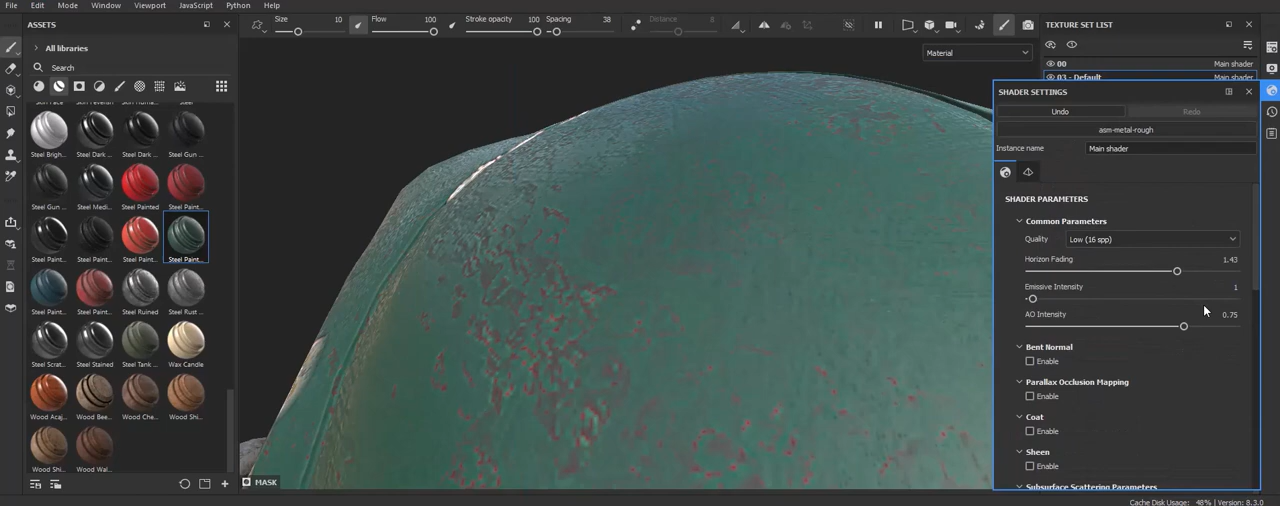 File Edit Mode Window Viewport JavaScript Python Help
ASSETS
All libraries
Search
Steel Brigh... Steel Dark ... Steel Dark ... Steel Gun ...
Steel Gun ... Steel Medi... Steel Painted Steel Paint...
Steel Paint... Steel Paint... Steel Paint... Steel Paint...
Steel Paint... Steel Paint... Steel Ruined Steel Rust ...
Steel Scrat... Steel Stained Steel Tank ... Wax Candle
Wood Acaj... Wood Bee... Wood Che... Wood Shi...
Wood Shi... Wood Wal...
Size 10 Flow 100 Stroke opacity 100 Spacing 38 Distance 8
Material
MASK
TEXTURE SET LIST
00 Main shader
03 - Default Main shader
SHADER SETTINGS
Undo Redo
asm-metal-rough
Instance name Main shader
SHADER PARAMETERS
Common Parameters
Quality Low (16 spp)
Horizon Fading 1.43
Emissive Intensity 1
AO Intensity 0.75
Bent Normal
Enable
Parallax Occlusion Mapping
Enable
Coat
Enable
Sheen
Enable
Subsurface Scattering Parameters
Cache Disk Usage: 48% | Version: 8.3.0